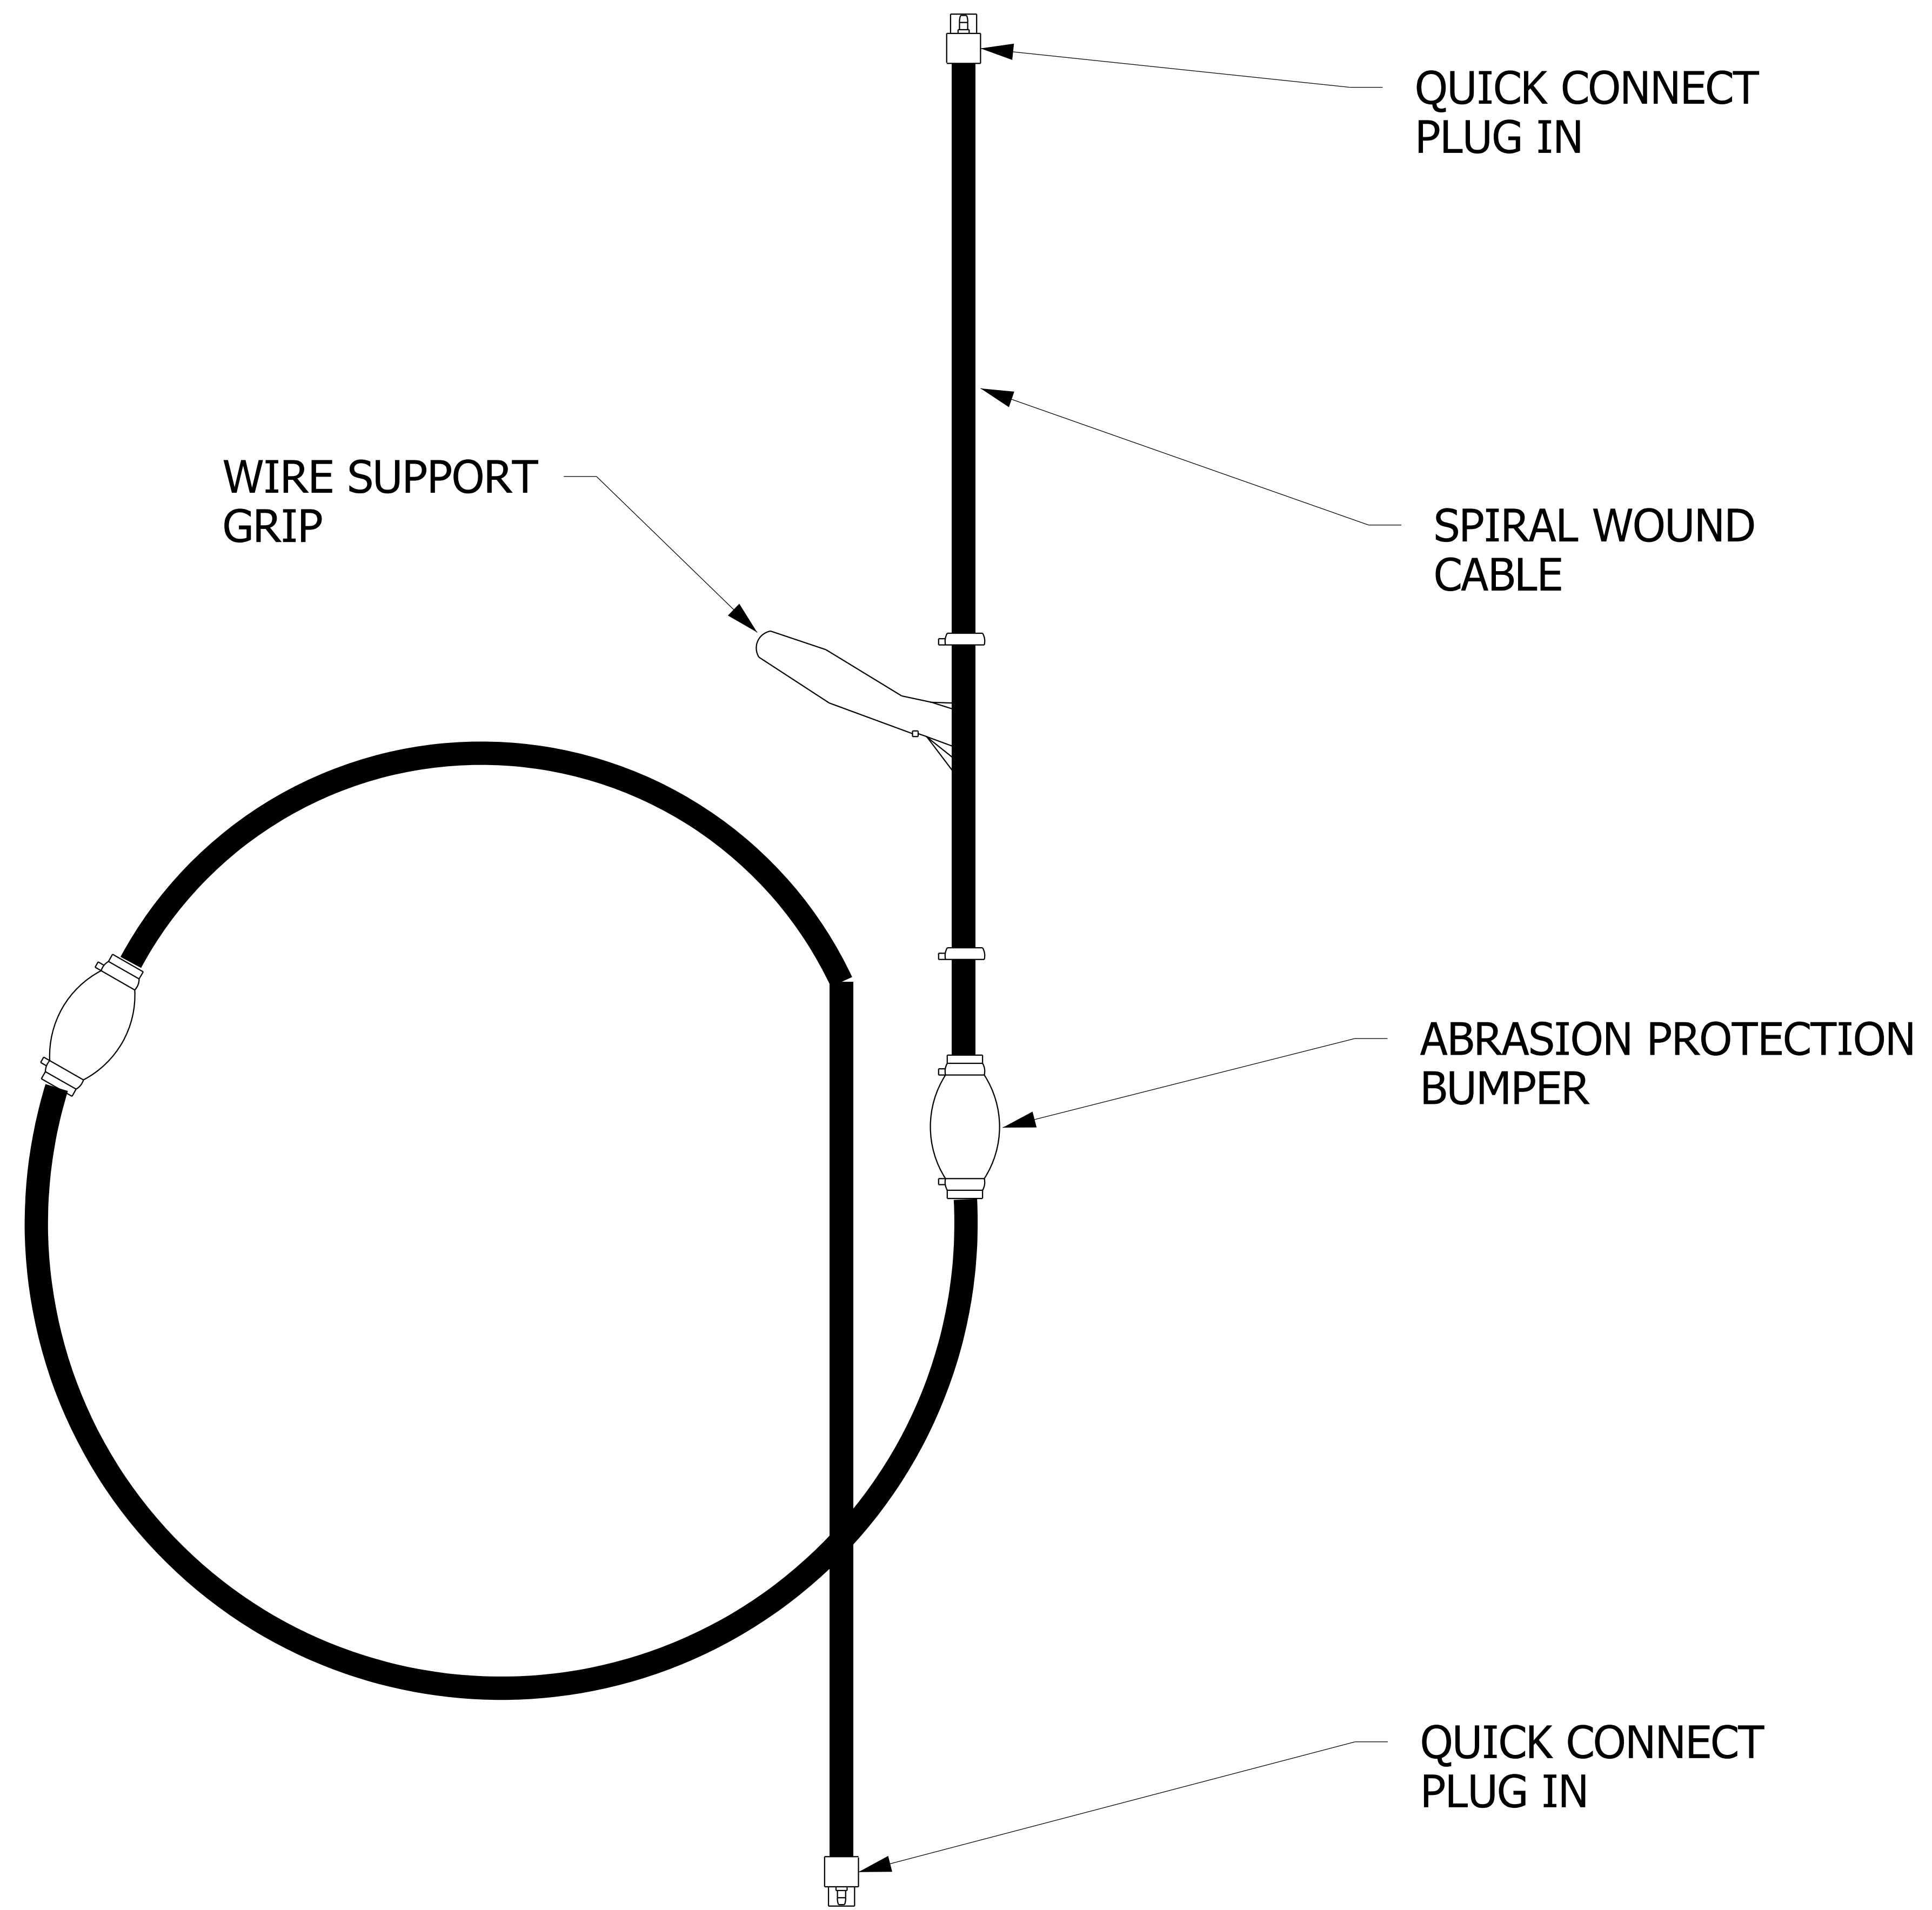 QUICK CONNECT
PLUG IN
WIRE SUPPORT
GRIP
SPIRAL WOUND
CABLE
ABRASION PROTECTION
BUMPER
QUICK CONNECT
PLUG IN